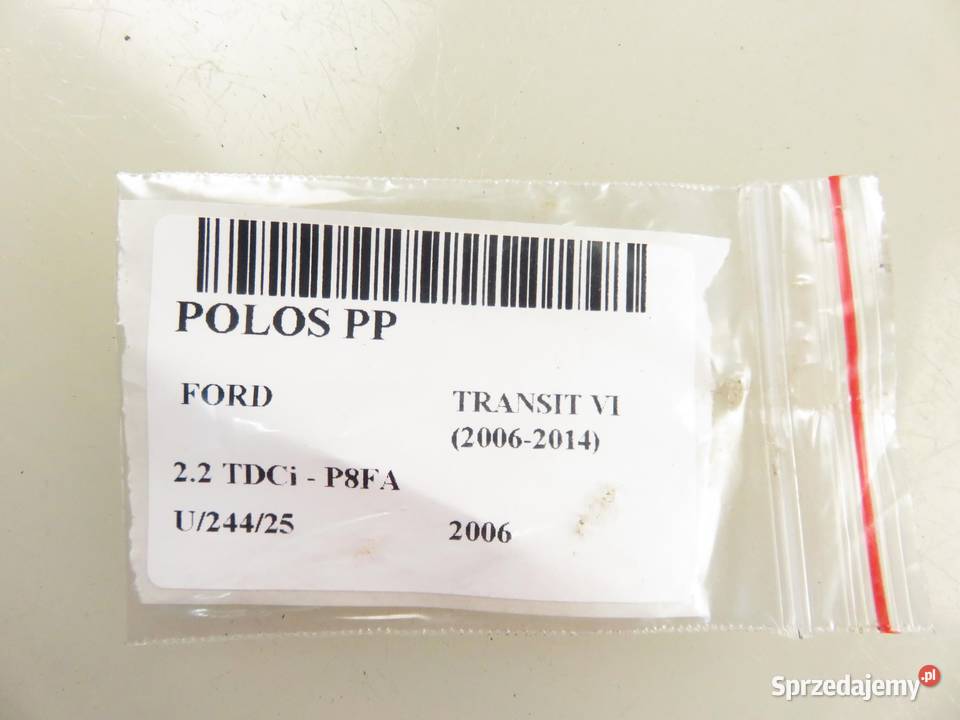 POLOS PP
FORD TRANSIT VI
(2006-2014)
2.2 TDCi - P8FA
U/244/25 2006
Sprzedajemy.pl